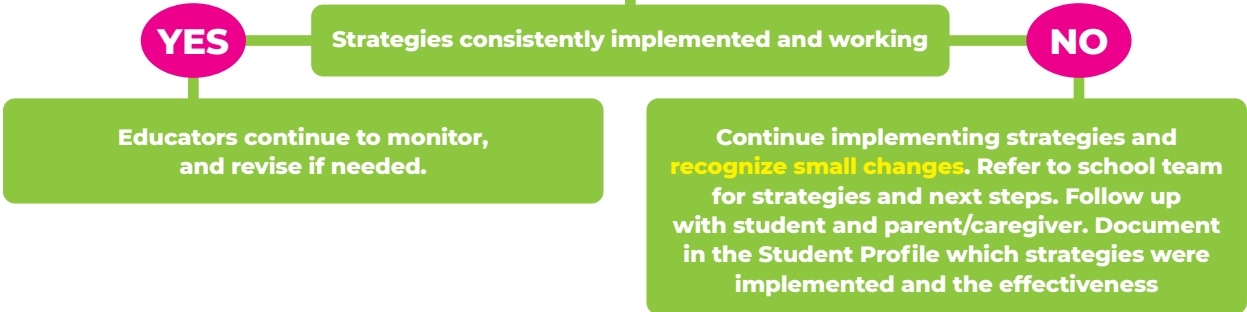 YES
Strategies consistently implemented and working
NO
Educators continue to monitor,
and revise if needed.
Continue implementing strategies and
recognize small changes. Refer to school team
for strategies and next steps. Follow up
with student and parent/caregiver. Document
in the Student Profile which strategies were
implemented and the effectiveness